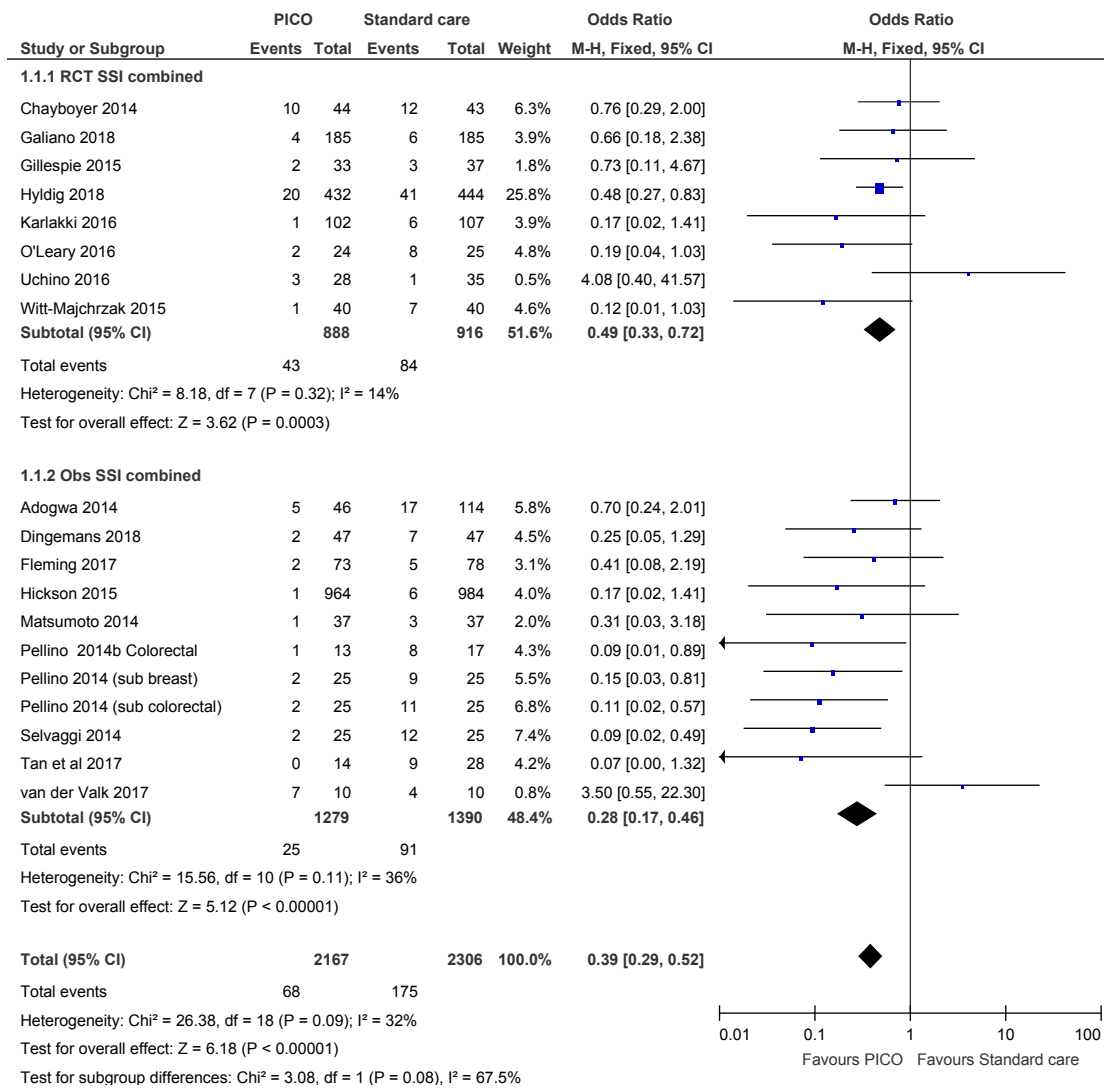 PICO Standard care Odds Ratio Odds Ratio
Study or Subgroup Events Total Events Total Weight M-H, Fixed, 95% CI M-H, Fixed, 95% CI
1.1.1 RCT SSI combined
Chayboyer 2014 10 44 12 43 6.3% 0.76 [0.29, 2.00]
Galiano 2018 4 185 6 185 3.9% 0.66 [0.18, 2.38]
Gillespie 2015 2 33 3 37 1.8% 0.73 [0.11, 4.67]
Hyldig 2018 20 432 41 444 25.8% 0.48 [0.27, 0.83]
Karlakki 2016 1 102 6 107 3.9% 0.17 [0.02, 1.41]
O'Leary 2016 2 24 8 25 4.8% 0.19 [0.04, 1.03]
Uchino 2016 3 28 1 35 0.5% 4.08 [0.40, 41.57]
Witt-Majchrzak 2015 1 40 7 40 4.6% 0.12 [0.01, 1.03]
Subtotal (95% CI) 888 916 51.6% 0.49 [0.33, 0.72]
Total events 43 84
Heterogeneity: Chi² = 8.18, df = 7 (P = 0.32); I² = 14%
Test for overall effect: Z = 3.62 (P = 0.0003)
1.1.2 Obs SSI combined
Adogwa 2014 5 46 17 114 5.8% 0.70 [0.24, 2.01]
Dingemans 2018 2 47 7 47 4.5% 0.25 [0.05, 1.29]
Fleming 2017 2 73 5 78 3.1% 0.41 [0.08, 2.19]
Hickson 2015 1 964 6 984 4.0% 0.17 [0.02, 1.41]
Matsumoto 2014 1 37 3 37 2.0% 0.31 [0.03, 3.18]
Pellino 2014b Colorectal 1 13 8 17 4.3% 0.09 [0.01, 0.89]
Pellino 2014 (sub breast) 2 25 9 25 5.5% 0.15 [0.03, 0.81]
Pellino 2014 (sub colorectal) 2 25 11 25 6.8% 0.11 [0.02, 0.57]
Selvaggi 2014 2 25 12 25 7.4% 0.09 [0.02, 0.49]
Tan et al 2017 0 14 9 28 4.2% 0.07 [0.00, 1.32]
van der Valk 2017 7 10 4 10 0.8% 3.50 [0.55, 22.30]
Subtotal (95% CI) 1279 1390 48.4% 0.28 [0.17, 0.46]
Total events 25 91
Heterogeneity: Chi² = 15.56, df = 10 (P = 0.11); I² = 36%
Test for overall effect: Z = 5.12 (P < 0.00001)
Total (95% CI) 2167 2306 100.0% 0.39 [0.29, 0.52]
Total events 68 175
Heterogeneity: Chi² = 26.38, df = 18 (P = 0.09); I² = 32%
Test for overall effect: Z = 6.18 (P < 0.00001)
Test for subgroup differences: Chi² = 3.08, df = 1 (P = 0.08), I² = 67.5%
0.01 0.1 1 10 100
Favours PICO Favours Standard care